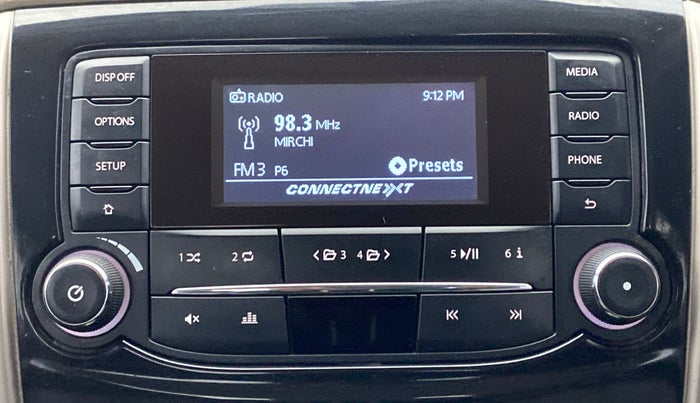 DISP OFF
OPTIONS
SETUP
RADIO 9:12 PM
98.3 MHz
MIRCHI
FM3 P6 Presets
CONNECTNEXT
MEDIA
RADIO
PHONE
1 2 < 3 4 > 5 6 i